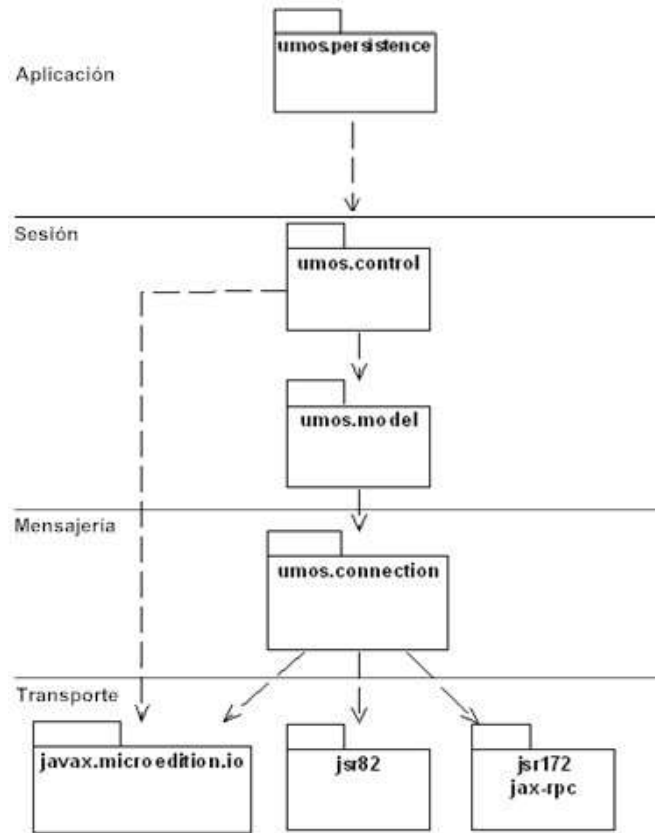 umos.persistence
Aplicación
Sesión
umos.control
umos.model
Mensajería
umos.connection
Transporte
javax.microedition.io
jsr82
jsr172
jax-rpc